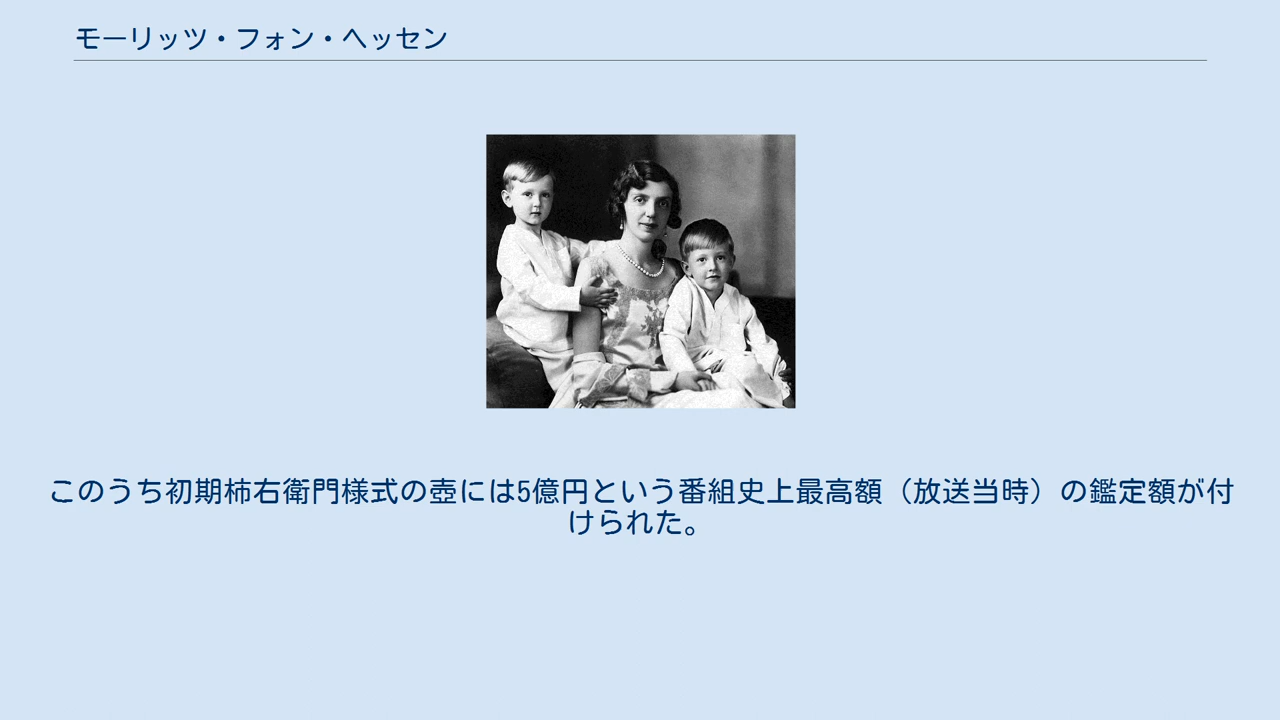 モーリッツ・フォン・ヘッセン
このうち初期柿右衛門様式の壺には5億円という番組史上最高額（放送当時）の鑑定額が付
けられた。